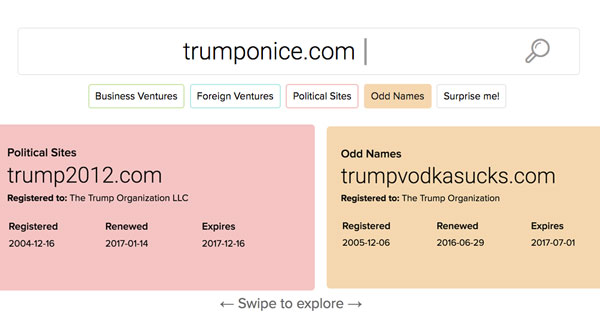 trumponice.com
Business Ventures
Foreign Ventures
Political Sites
Odd Names
Surprise me!
Political Sites
trump2012.com
Registered to: The Trump Organization LLC
Registered Renewed Expires
2004-12-16 2017-01-14 2017-12-16
Odd Names
trumpvodkasucks.com
Registered to: The Trump Organization
Registered Renewed Expires
2005-12-06 2016-06-29 2017-07-01
← Swipe to explore →